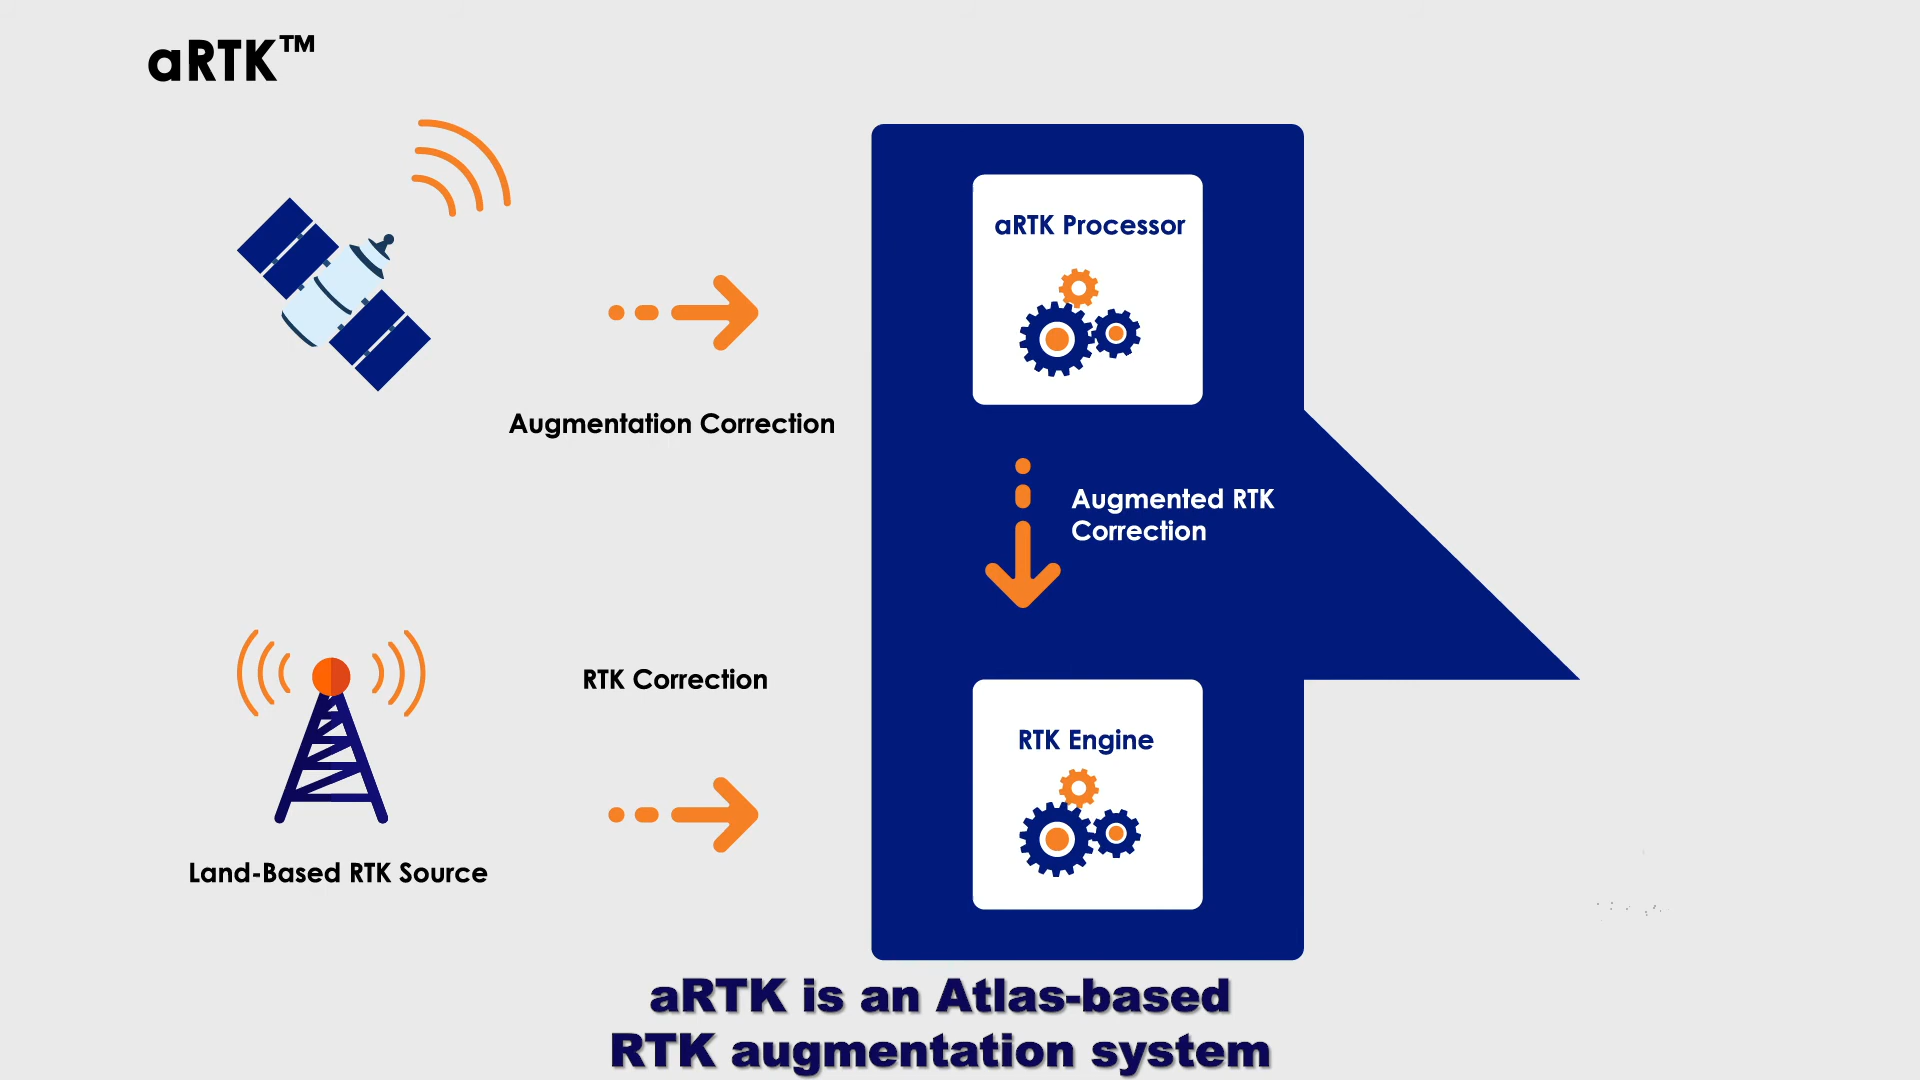 aRTK™
aRTK Processor
Augmentation Correction
Augmented RTK
Correction
RTK Correction
RTK Engine
Land-Based RTK Source
aRTK is an Atlas-based
RTK augmentation system